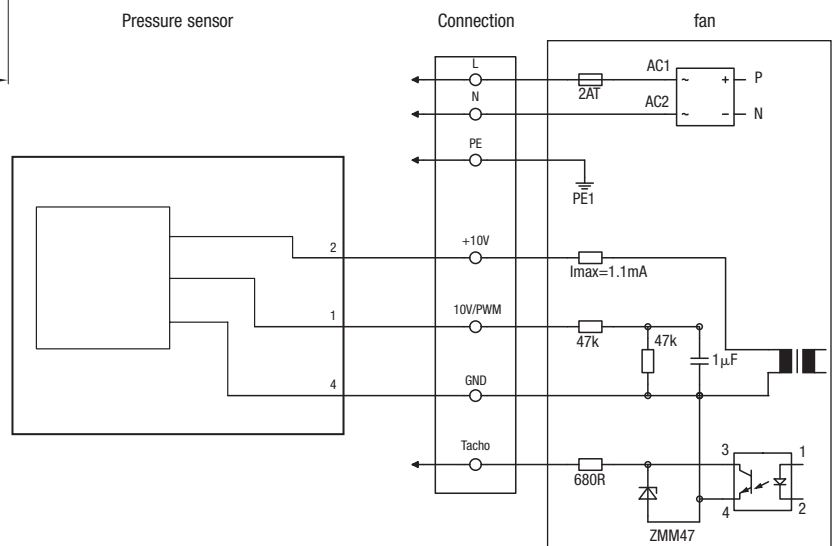 Pressure sensor
Connection
fan
L
AC1
~
+
P
2AT
N
AC2
~
–
N
PE
PE1
2
+10V
Imax=1.1mA
1
10V/PWM
47k
47k
1µF
4
GND
Tacho
680R
3
1
4
2
ZMM47